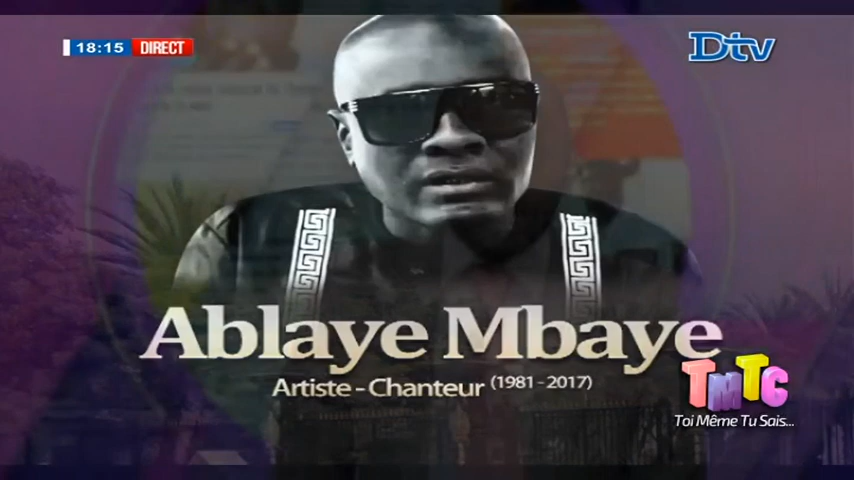 18:15 DIRECT
Dtv
Ablaye Mbaye
Artiste - Chanteur (1981 - 2017)
TMTC
Toi Même Tu Sais...